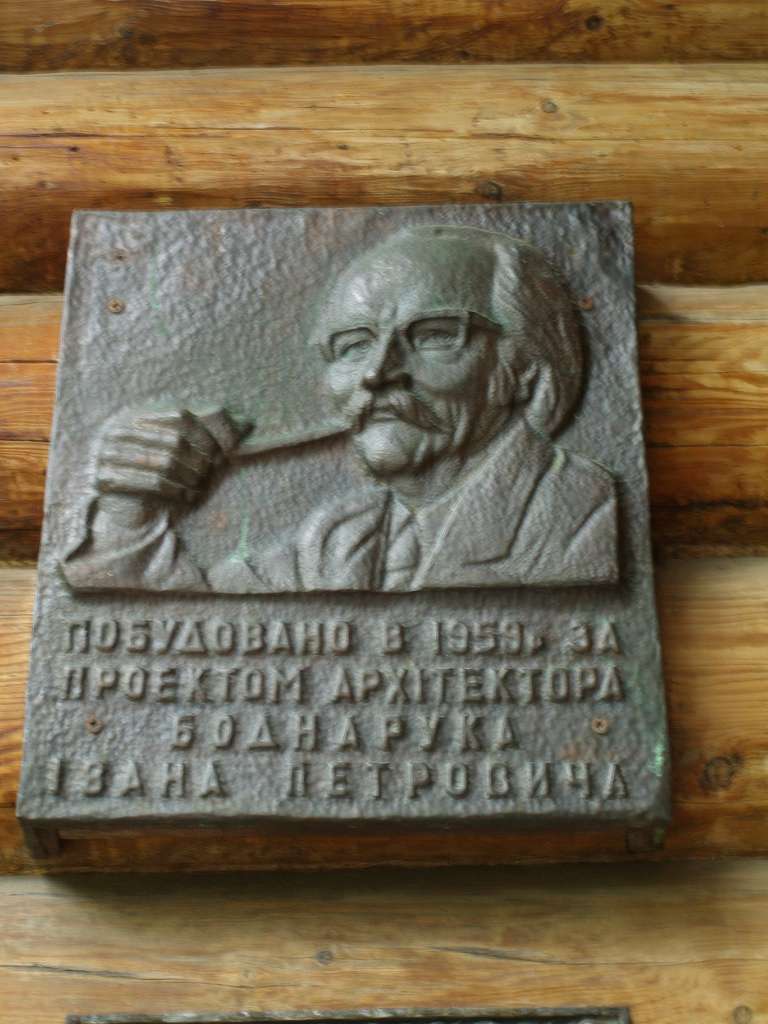 ПОБУДОВАНО В 1959р ЗА
ПРОЕКТОМ АРХІТЕКТОРА
БОДНАРУКА
ІВАНА ПЕТРОВИЧА